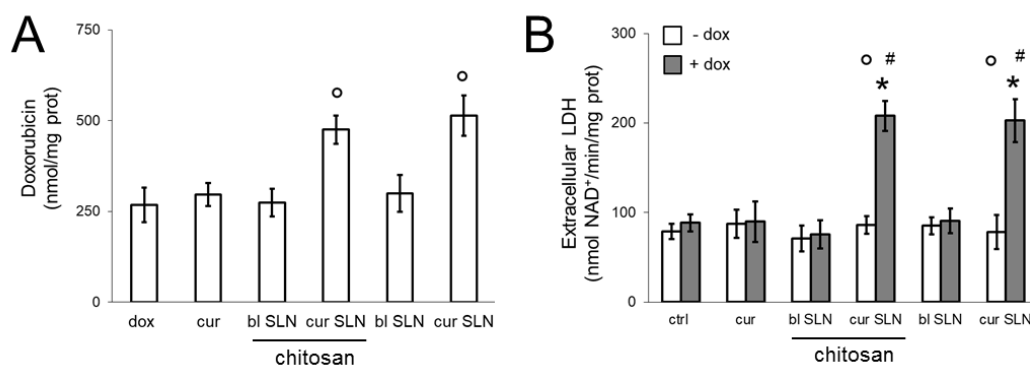 A
Doxorubicin
(nmol/mg prot)
750
500
250
0
°
°
dox cur bl SLN cur SLN bl SLN cur SLN
chitosan
B
Extracellular LDH
(nmol NAD⁺/min/mg prot)
300
200
100
0
- dox
+ dox
° #
*
° #
*
ctrl cur bl SLN cur SLN bl SLN cur SLN
chitosan